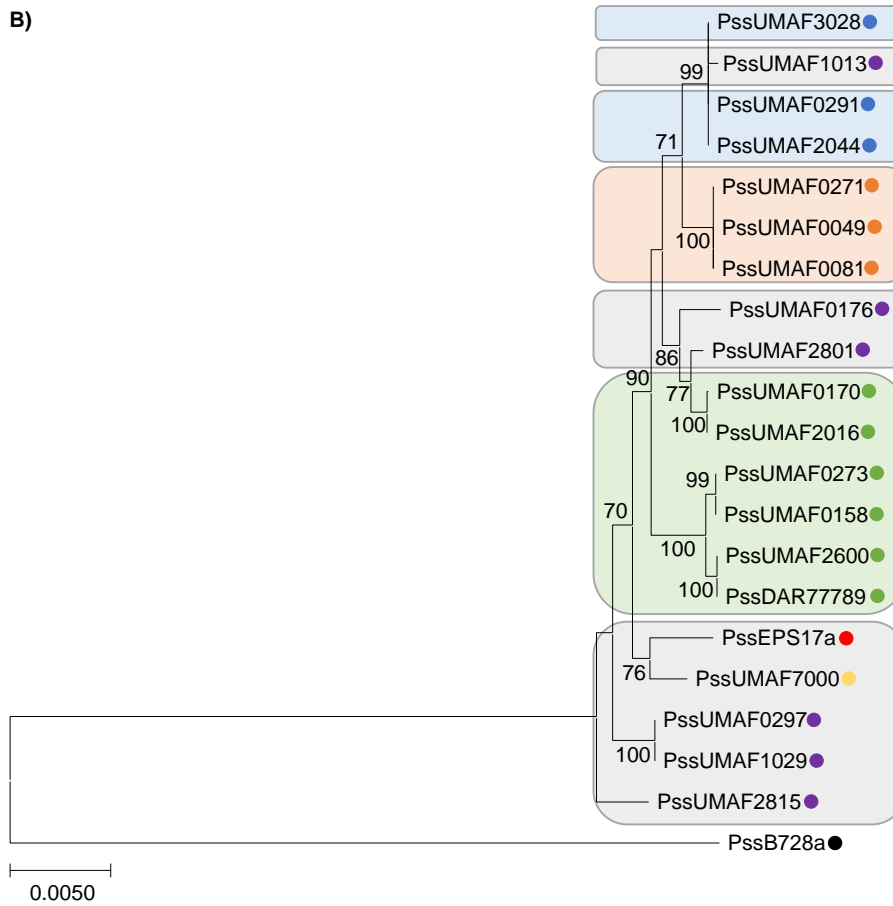 B)
PssUMAF3028
PssUMAF1013
99
PssUMAF0291
71
PssUMAF2044
PssUMAF0271
PssUMAF0049
100
PssUMAF0081
PssUMAF0176
86
PssUMAF2801
90
77
PssUMAF0170
100
PssUMAF2016
99
PssUMAF0273
70
PssUMAF0158
100
PssUMAF2600
100
PssDAR77789
PssEPS17a
76
PssUMAF7000
PssUMAF0297
100
PssUMAF1029
PssUMAF2815
PssB728a
0.0050